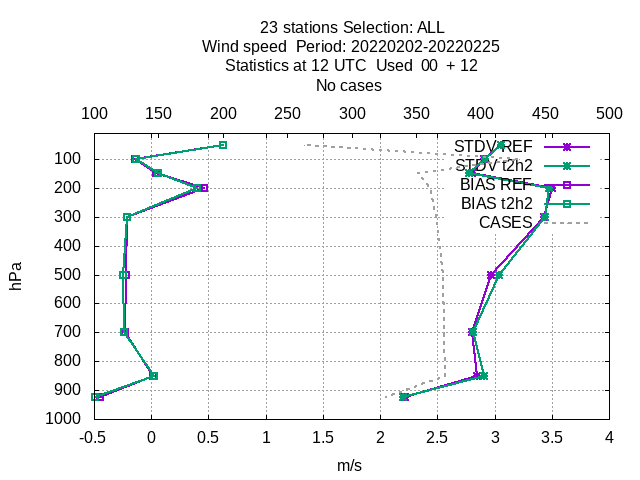 23 stations Selection: ALL
Wind speed  Period: 20220202-20220225
Statistics at 12 UTC  Used  00  + 12
No cases
100 150 200 250 300 350 400 450 500
STDV REF
STDV t2h2
BIAS REF
BIAS t2h2
CASES
100
200
300
400
500
600
700
800
900
1000
hPa
-0.5 0 0.5 1 1.5 2 2.5 3 3.5 4
m/s